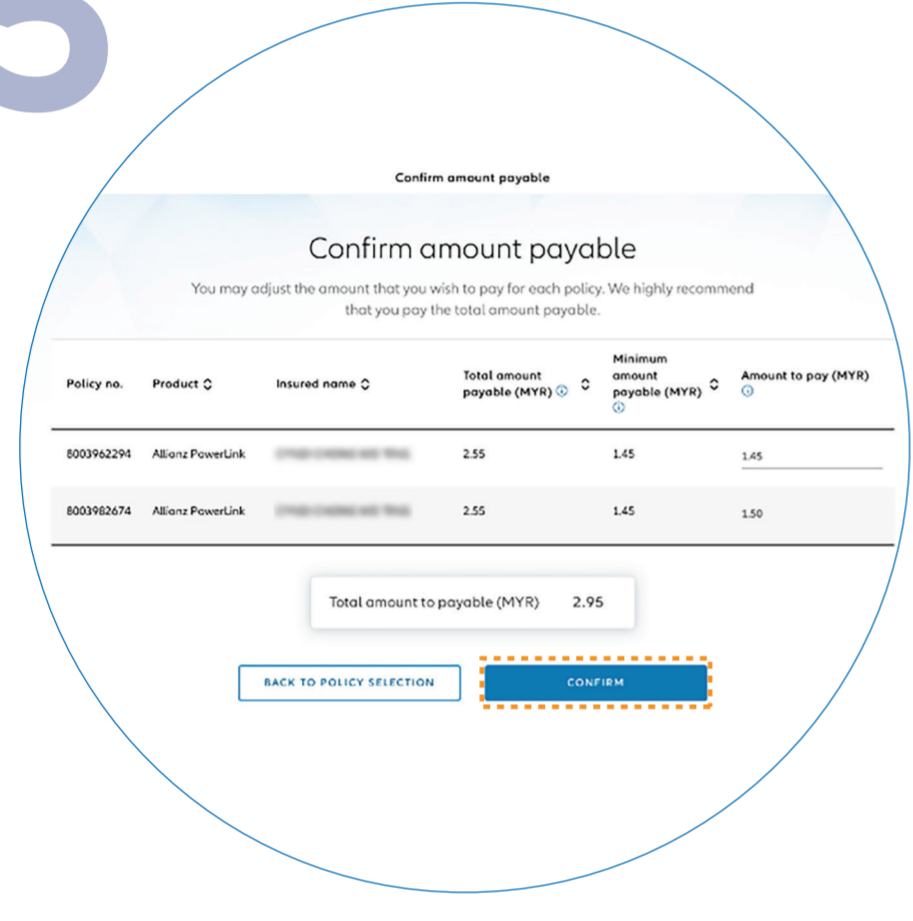 Confirm amount payable
Confirm amount payable
You may adjust the amount that you wish to pay for each policy. We highly recommend
that you pay the total amount payable.
Policy no. Product Insured name Total amount payable (MYR) Minimum amount payable (MYR) Amount to pay (MYR)
8003962294 Allianz PowerLink 2.55 1.45 1.45
8003982674 Allianz PowerLink 2.55 1.45 1.50
Total amount to payable (MYR) 2.95
BACK TO POLICY SELECTION CONFIRM